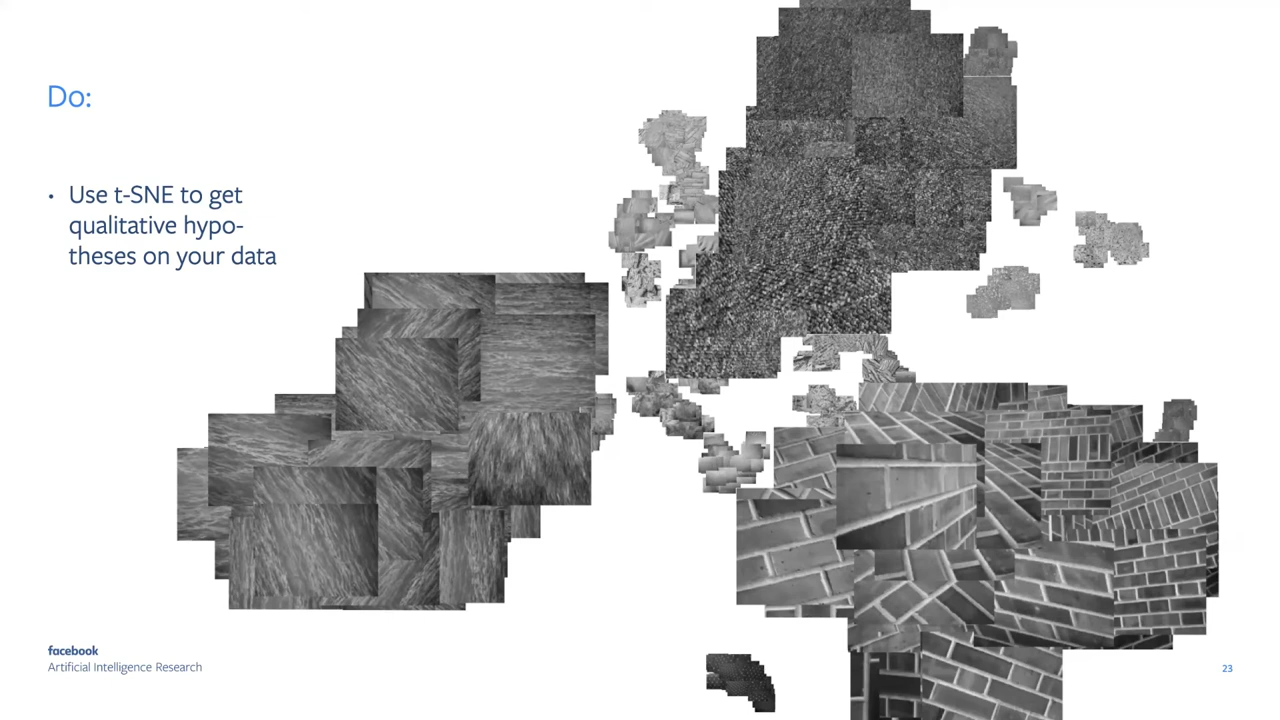 Do:
• Use t-SNE to get
qualitative hypo-
theses on your data
facebook
Artificial Intelligence Research
23